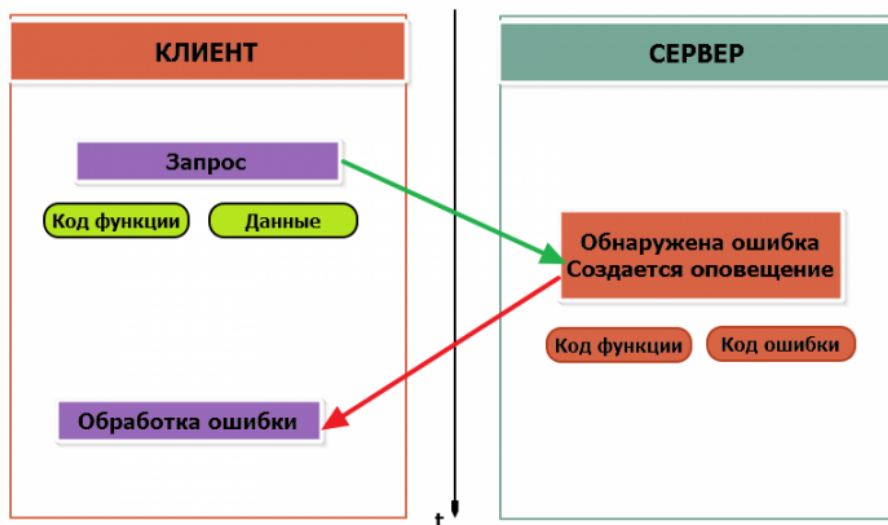 КЛИЕНТ
СЕРВЕР
Запрос
Код функции
Данные
Обнаружена ошибка
Создается оповещение
Код функции
Код ошибки
Обработка ошибки
t